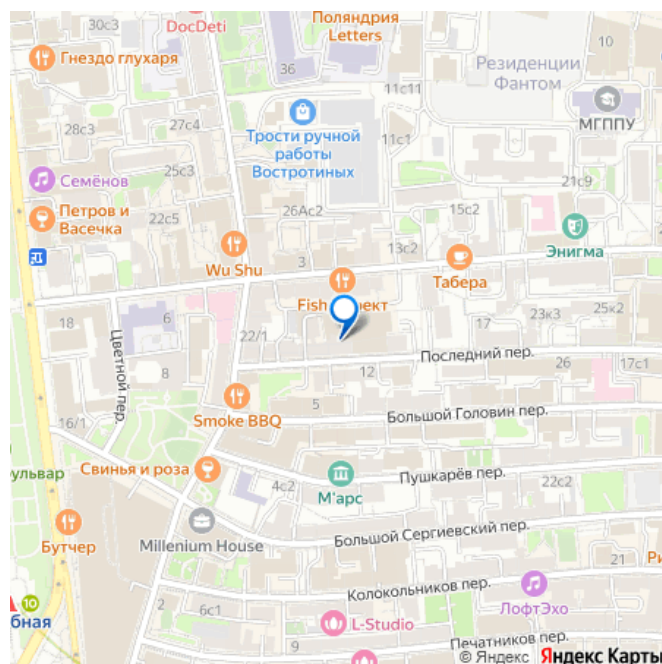 30с3
DocDeti
Поляндрия
Letters
10
Гнездо глухаря
36
Резиденции
Фантом
11с11
28с3
27с4
Трости ручной
работы
Востротиных
11с1
МГППУ
Семёнов
25с3
21с9
Петров и
Васечка
22с5
26Ас2
15с2
Wu Shu
3
13с2
Табера
Энигма
Fish
ект
18
6
22/1
17
23к3
25к2
Цветной пер.
8
Последний пер.
12
26
17с1
16/1
Smoke BBQ
5
Большой Головин пер.
ульвар
Свинья и роза
4с2
М'арс
Пушкарёв пер.
22с2
Бутчер
Millenium House
Большой Сергиевский пер.
21
Ри
2
Колокольников пер.
10
бная
6с1
L-Studio
ЛофтЭхо
9
Печатников пер.
© Яндекс Яндекс Карты